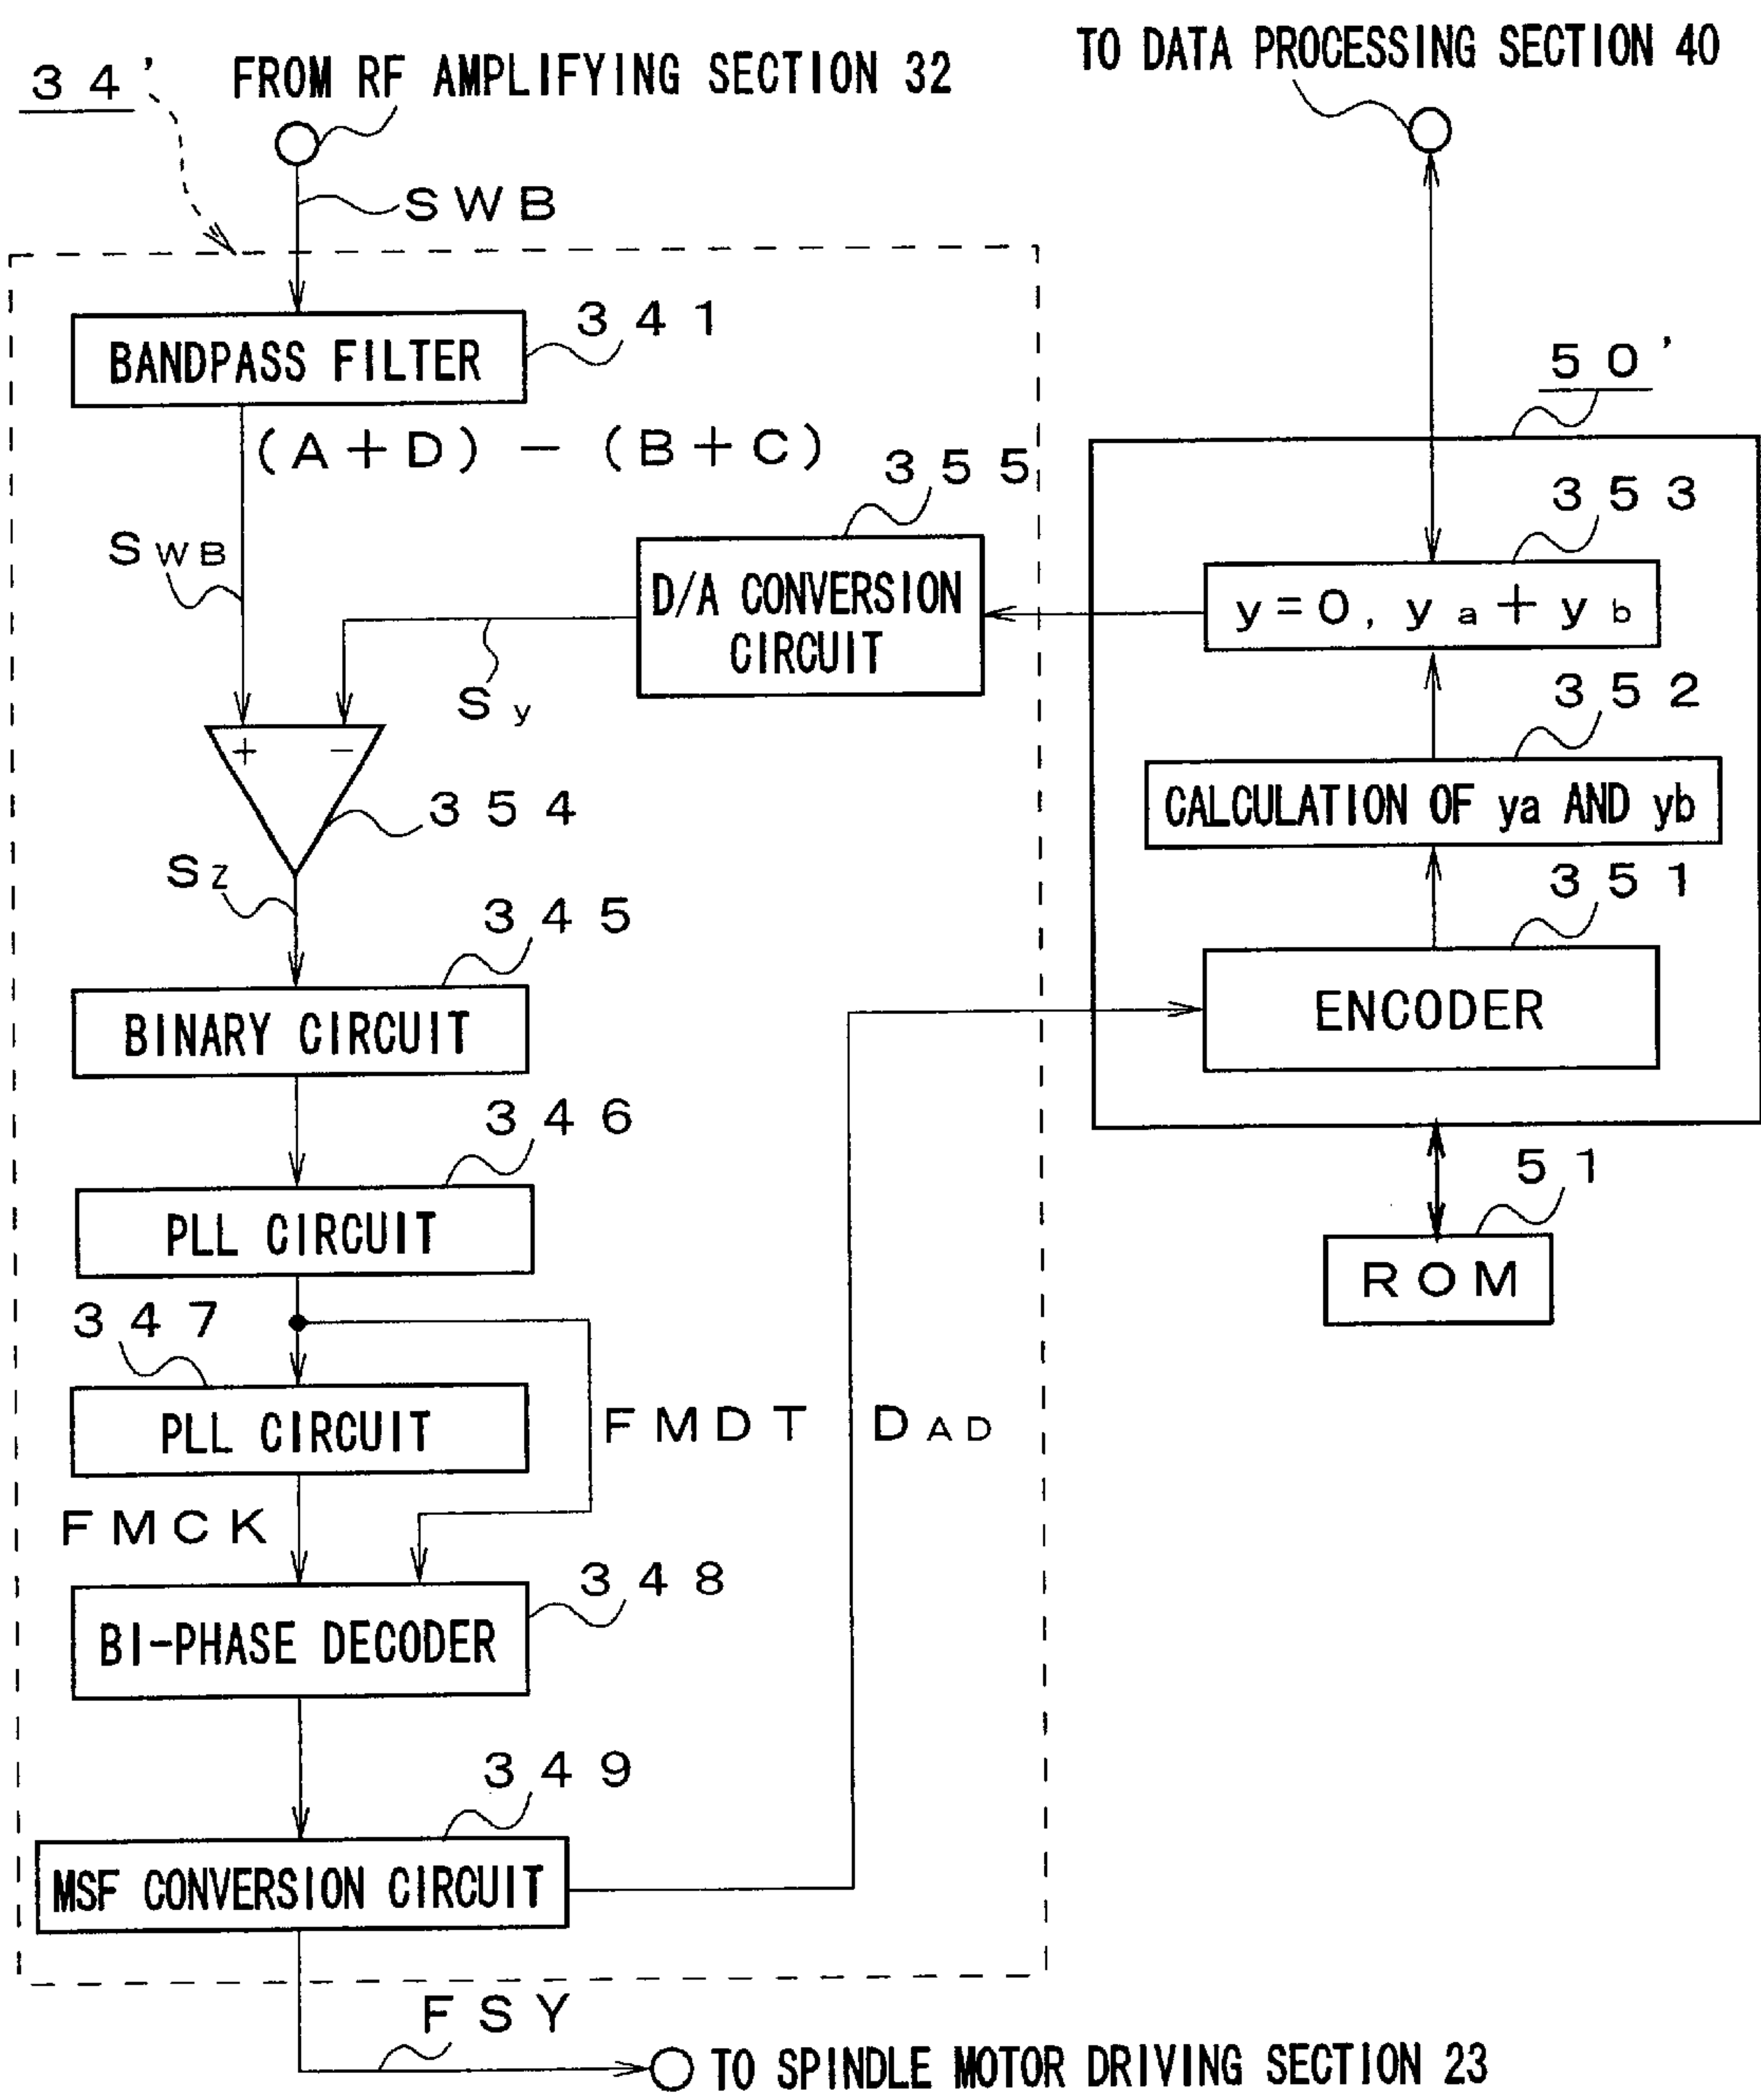 34'
FROM RF AMPLIFYING SECTION 32
TO DATA PROCESSING SECTION 40
SWB
341
BANDPASS FILTER
(A+D) - (B+C)
SWB
355
D/A CONVERSION
CIRCUIT
Sy
+ -
354
SZ
345
BINARY CIRCUIT
346
PLL CIRCUIT
347
PLL CIRCUIT
FMDT
DAD
FMCK
348
BI-PHASE DECODER
349
MSF CONVERSION CIRCUIT
FSY
TO SPINDLE MOTOR DRIVING SECTION 23
50'
353
y=0, ya+yb
352
CALCULATION OF ya AND yb
351
ENCODER
51
ROM